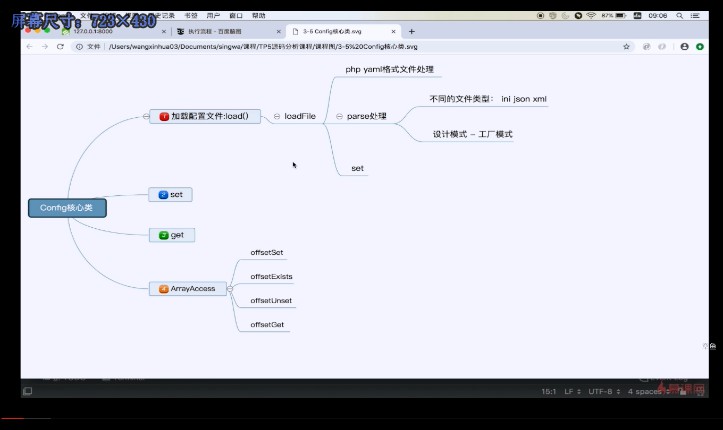 屏幕尺寸：723×430
史记录 书签 用户 窗口 帮助
67% 09:06
127.0.0.1:8000
执行流程 - 百度脑图
3-5 Config核心类.svg
文件 /Users/wangxinhua03/Documents/singwa/课程/TP5源码分析课程/课程图/3-5%20Config核心类.svg
php yaml格式文件处理
1 加载配置文件:load()
loadFile
parse处理
不同的文件类型： ini json xml
设计模式 – 工厂模式
set
Config核心类
2 set
3 get
4 ArrayAccess
offsetSet
offsetExists
offsetUnset
offsetGet
15:1 LF UTF-8 4 spaces